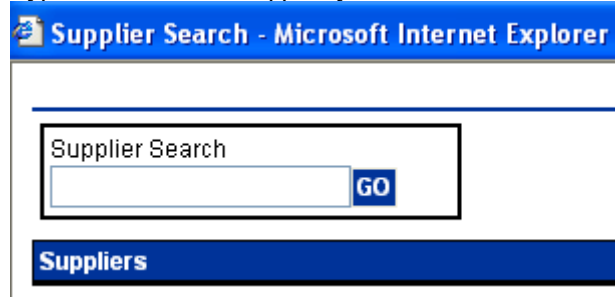 Supplier Search - Microsoft Internet Explorer
Supplier Search
GO
Suppliers